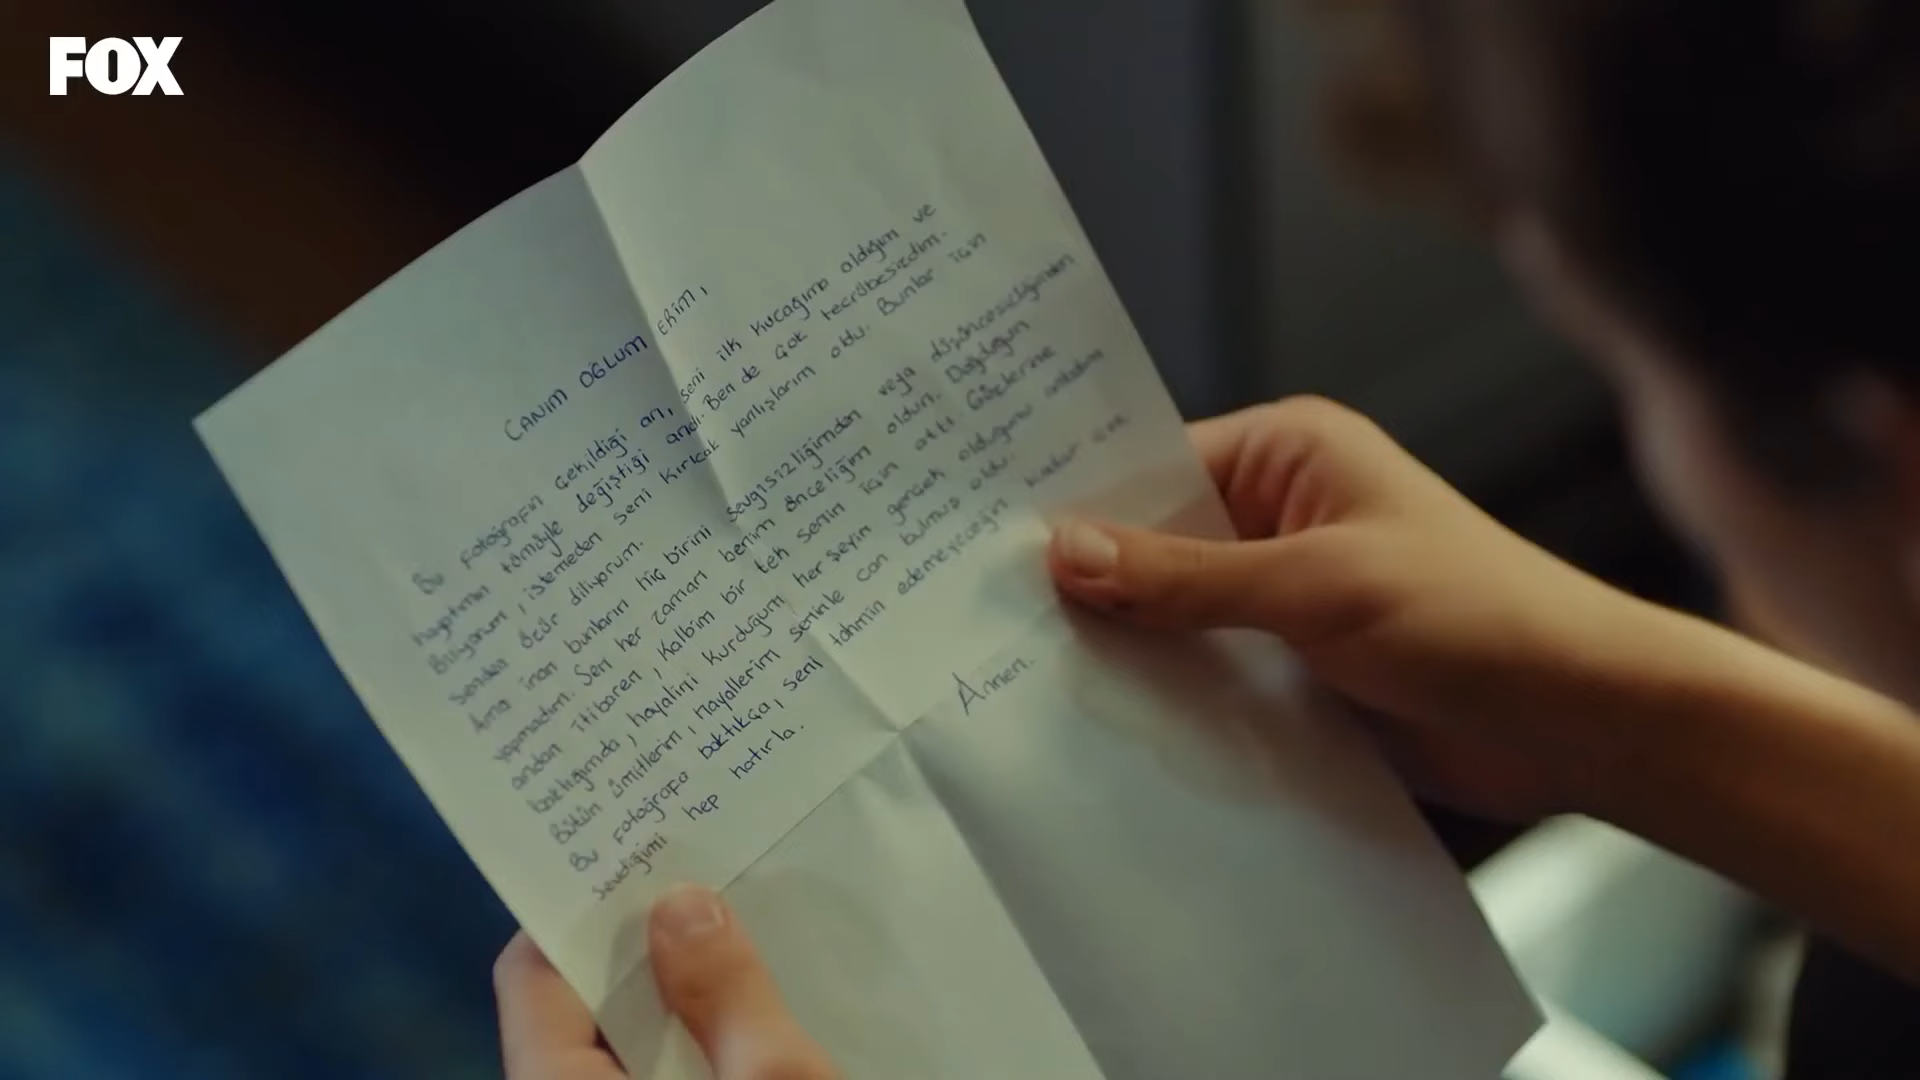 FOX
CANIM OĞLUM ERİM,
Bu fotoğrafın çekildiği an, seni ilk kucağıma aldığım ve
hayatımın tümüyle değiştiği andı. Ben de çok tecrübesizdim.
Biliyorum, istemeden seni kırkaç yanlışlarım oldu. Bunlar için
senden özür diliyorum.
Ama inan bunların hiç birini sevgisizliğimden veya düşüncesizliğimden
yapmadım. Sen her zaman benim önceliğim oldun. Doğduğun
andan itibaren, kalbim bir tek senin için attı. Gözlerine
baktığımda, hayalini kurduğum her şeyin gerçek olduğunu anladım
Bütün ümitlerim, hayallerim seninle can bulmuş oldu.
Bu fotoğrafa baktıkça, seni tahmin edemeyeceğin kadar çok
sevdiğimi hep hatırla.
Annen.